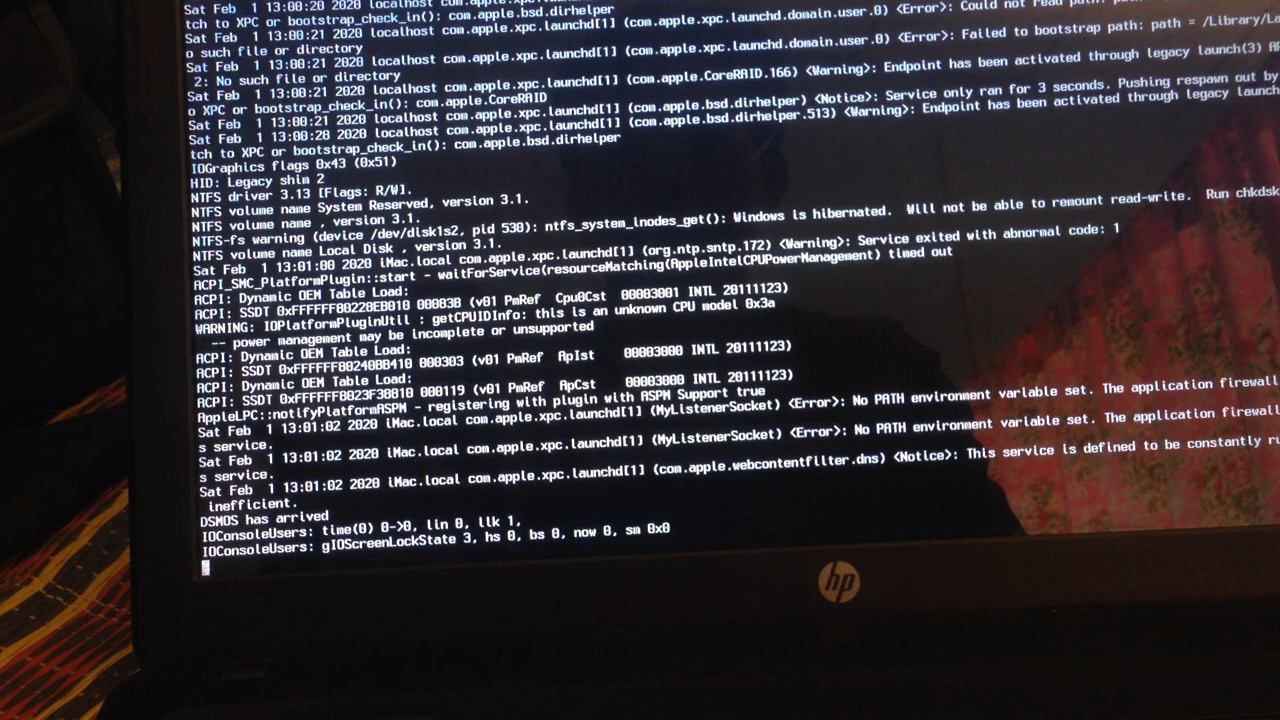 Sat Feb  1 13:00:20 2020 localhost com.apple.
tch to XPC or bootstrap_check_in(): com.apple.bsd.dirhelper
Sat Feb  1 13:00:21 2020 localhost com.apple.xpc.launchd[1] (com.apple.xpc.launchd.domain.user.0) <Error>: Could not read path: path
Sat Feb  1 13:00:21 2020 localhost com.apple.xpc.launchd[1] (com.apple.xpc.launchd.domain.user.0) <Error>: Failed to bootstrap path: path = /Library/La
o such file or directory
 2: No such file or directory
Sat Feb  1 13:00:21 2020 localhost com.apple.xpc.launchd[1] (com.apple.CoreRAID.166) <Warning>: Endpoint has been activated through legacy launch(3) AP
o XPC or bootstrap_check_in(): com.apple.CoreRAID
Sat Feb  1 13:00:21 2020 localhost com.apple.xpc.launchd[1] (com.apple.bsd.dirhelper) <Notice>: Service only ran for 3 seconds. Pushing respawn out by
Sat Feb  1 13:00:28 2020 localhost com.apple.xpc.launchd[1] (com.apple.bsd.dirhelper.513) <Warning>: Endpoint has been activated through legacy launch
tch to XPC or bootstrap_check_in(): com.apple.bsd.dirhelper
IOGraphics flags 0x43 (0x51)
HID: Legacy shim 2
NTFS driver 3.13 [Flags: R/W].
NTFS volume name System Reserved, version 3.1.
NTFS volume name , version 3.1.
NTFS-fs warning (device /dev/disk1s2, pid 530): ntfs_system_inodes_get(): Windows is hibernated.  Will not be able to remount read-write.  Run chkdsk
NTFS volume name Local Disk , version 3.1.
Sat Feb  1 13:01:00 2020 iMac.local com.apple.xpc.launchd[1] (org.ntp.sntp.172) <Warning>: Service exited with abnormal code: 1
ACPI_SMC_PlatformPlugin::start - waitForService(resourceMatching(AppleIntelCPUPowerManagement) timed out
ACPI: Dynamic OEM Table Load:
ACPI: SSDT 0xFFFFFF80228EB010 00083B (v01 PmRef  Cpu0Cst  00003001 INTL 20111123)
WARNING: IOPlatformPluginUtil : getCPUIDInfo: this is an unknown CPU model 0x3a
  -- power management may be incomplete or unsupported
ACPI: Dynamic OEM Table Load:
ACPI: SSDT 0xFFFFFF80240BB410 000303 (v01 PmRef  ApIst    00003000 INTL 20111123)
ACPI: Dynamic OEM Table Load:
ACPI: SSDT 0xFFFFFF8023F38810 000119 (v01 PmRef  ApCst    00003000 INTL 20111123)
AppleLPC::notifyPlatformASPM - registering with plugin with ASPM Support true
Sat Feb  1 13:01:02 2020 iMac.local com.apple.xpc.launchd[1] (MyListenerSocket) <Error>: No PATH environment variable set. The application firewall
s service.
Sat Feb  1 13:01:02 2020 iMac.local com.apple.xpc.launchd[1] (MyListenerSocket) <Error>: No PATH environment variable set. The application firewall
s service.
Sat Feb  1 13:01:02 2020 iMac.local com.apple.xpc.launchd[1] (com.apple.webcontentfilter.dns) <Notice>: This service is defined to be constantly ru
 inefficient.
DSMOS has arrived
IOConsoleUsers: time(0) 0->0, lin 0, llk 1,
IOConsoleUsers: gIOScreenLockState 3, hs 0, bs 0, now 0, sm 0x0
hp